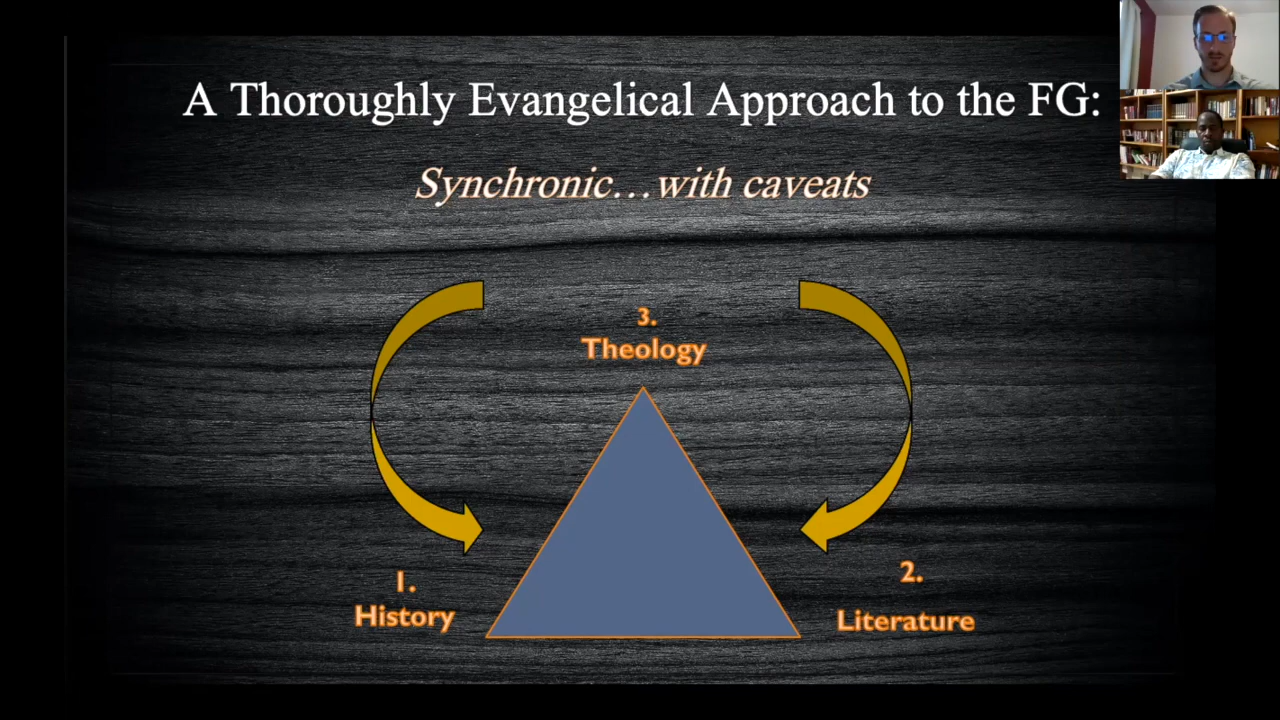 A Thoroughly Evangelical Approach to the FG:
Synchronic…with caveats
3.
Theology
1.
History
2.
Literature